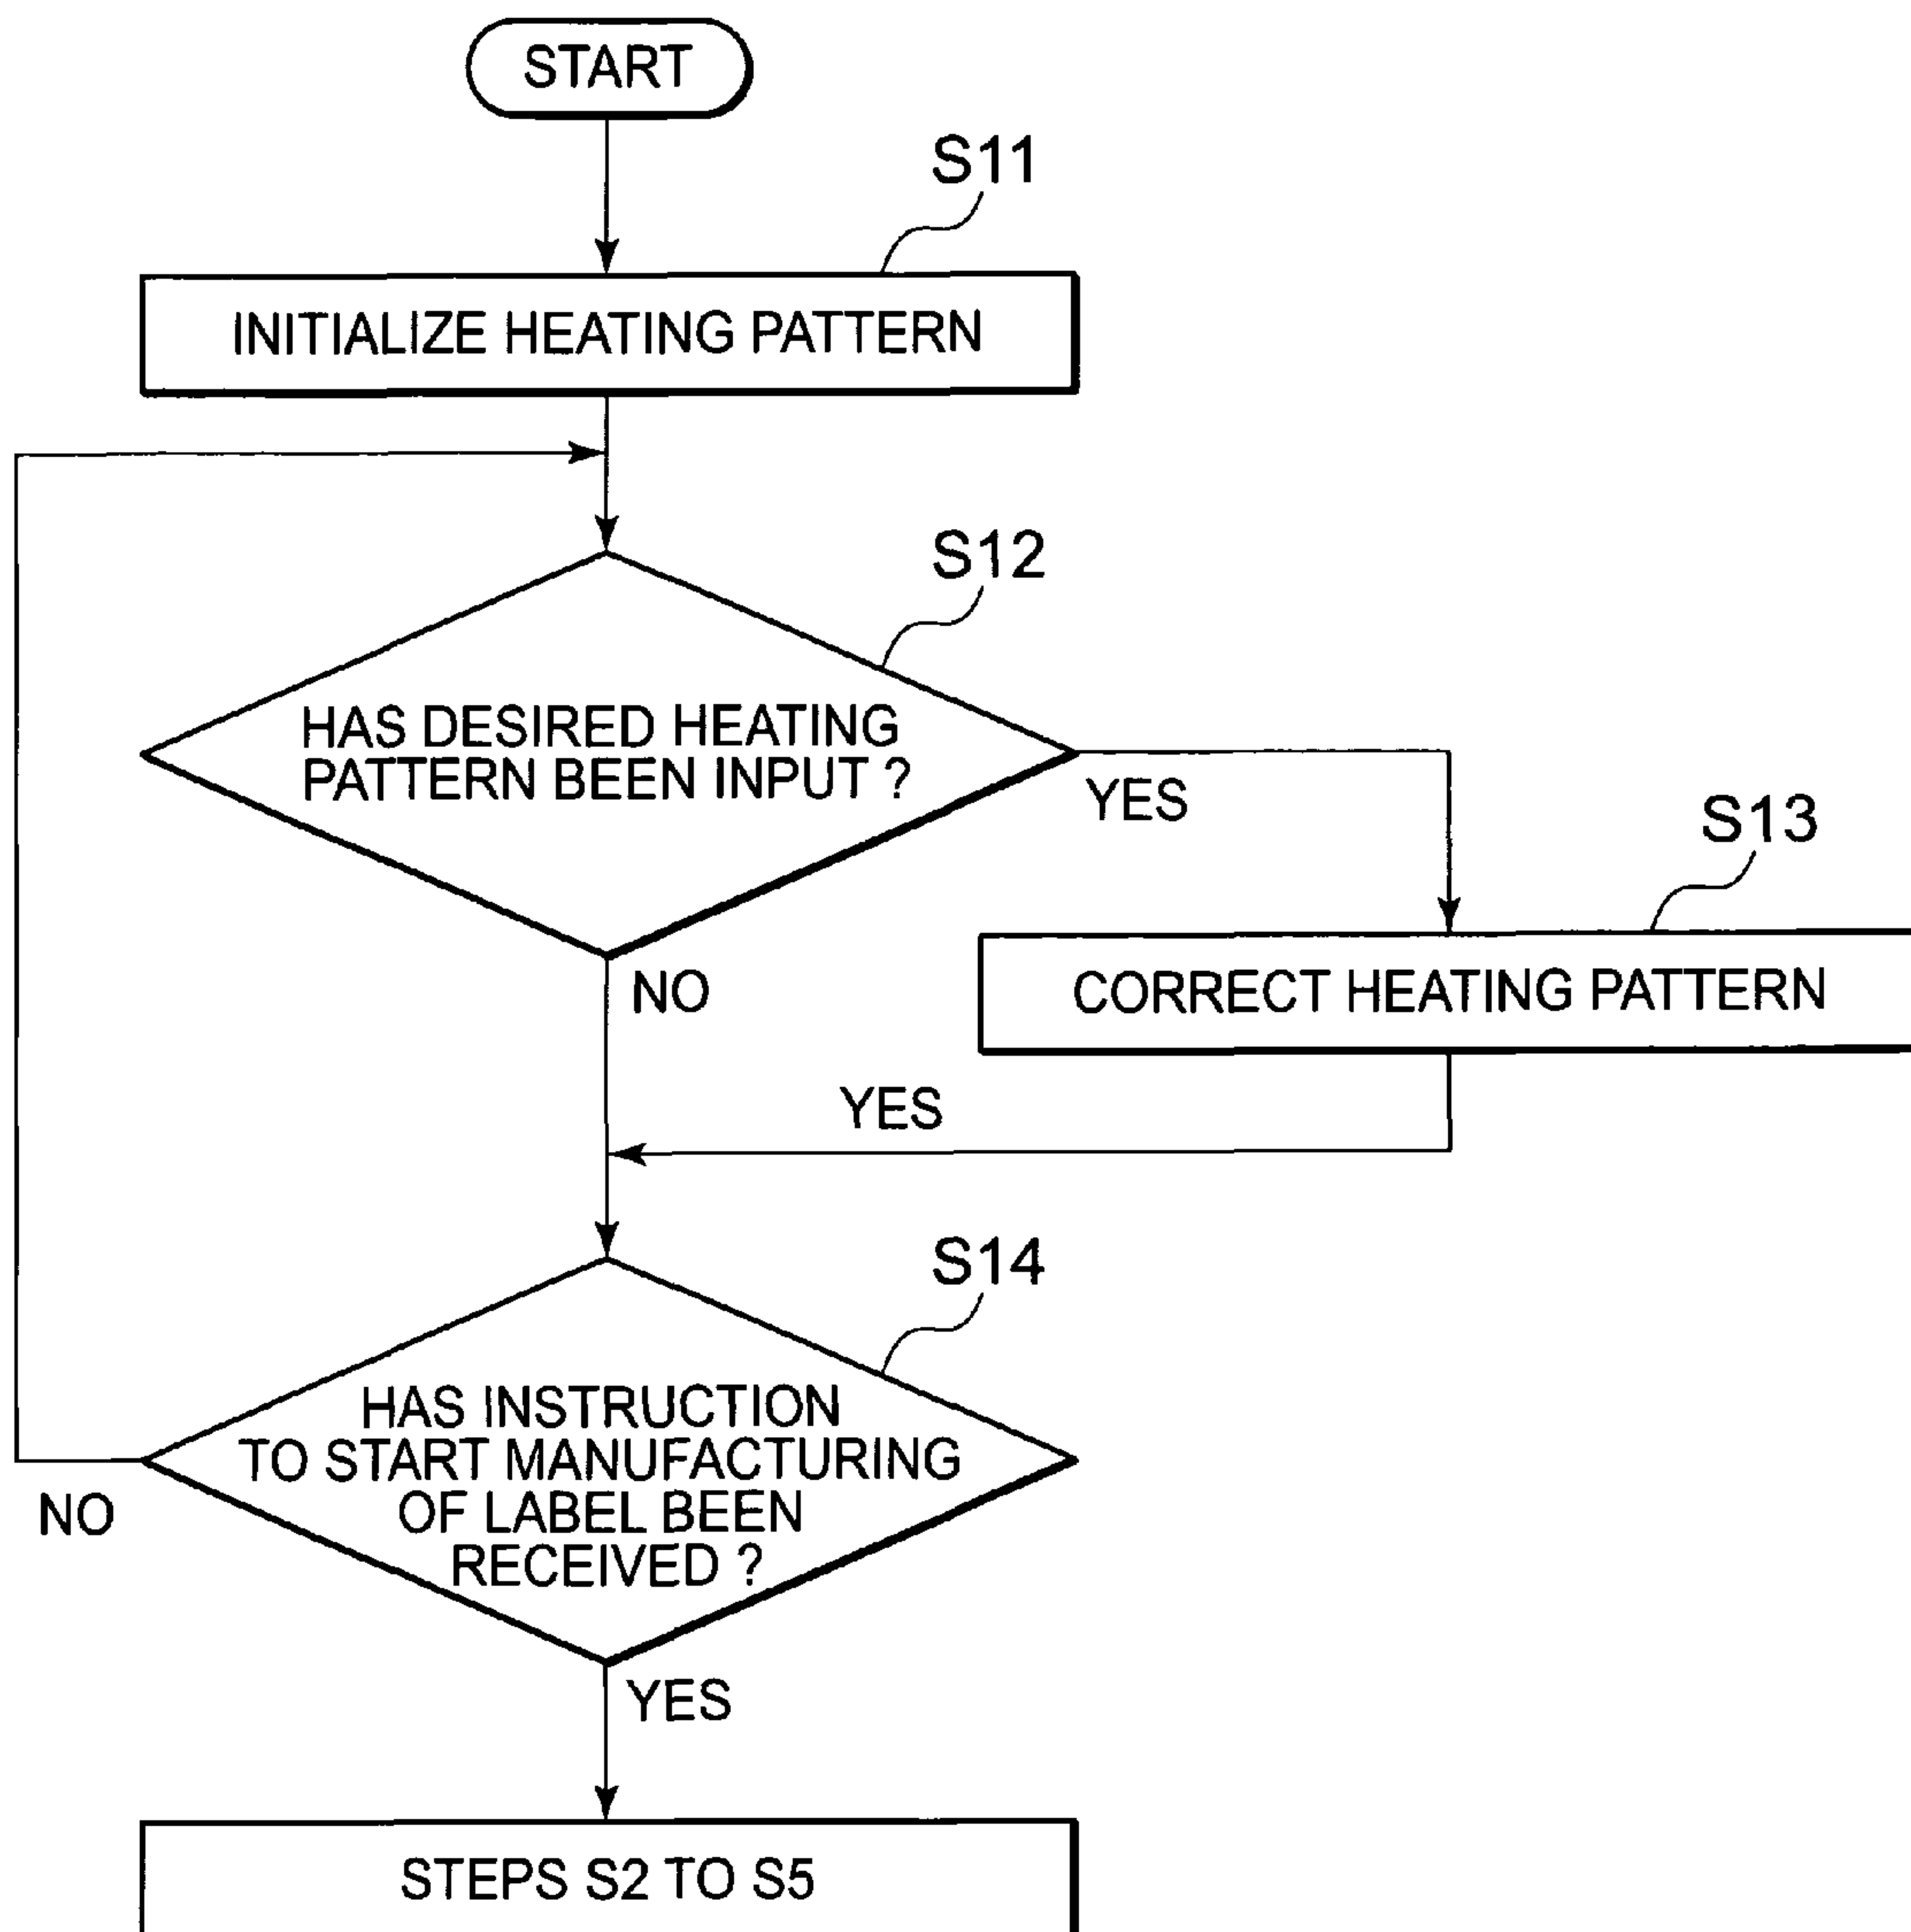 START
S11
INITIALIZE HEATING PATTERN
S12
HAS DESIRED HEATING
PATTERN BEEN INPUT ?
YES
S13
NO
CORRECT HEATING PATTERN
YES
S14
HAS INSTRUCTION
TO START MANUFACTURING
OF LABEL BEEN
RECEIVED ?
NO
YES
STEPS S2 TO S5